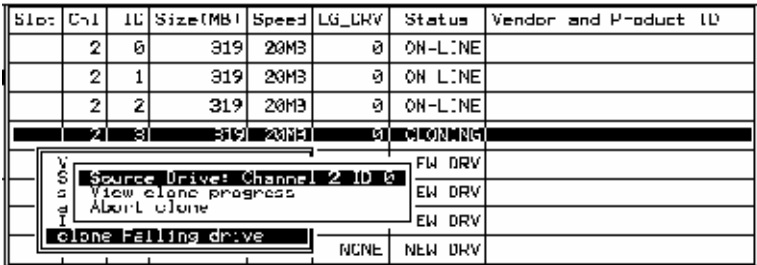 Slot Chl ID Size(MB) Speed LG_DRV Status Vendor and Product ID
2 0 319 20MB 0 ON-LINE
2 1 319 20MB 0 ON-LINE
2 2 319 20MB 0 ON-LINE
2 3 319 20MB 0 CLONING
V EW DRV
S Source Drive: Channel 2 ID 0
s View clone progress EW DRV
a Abort clone
I EW DRV
clone Failing drive
NONE NEW DRV